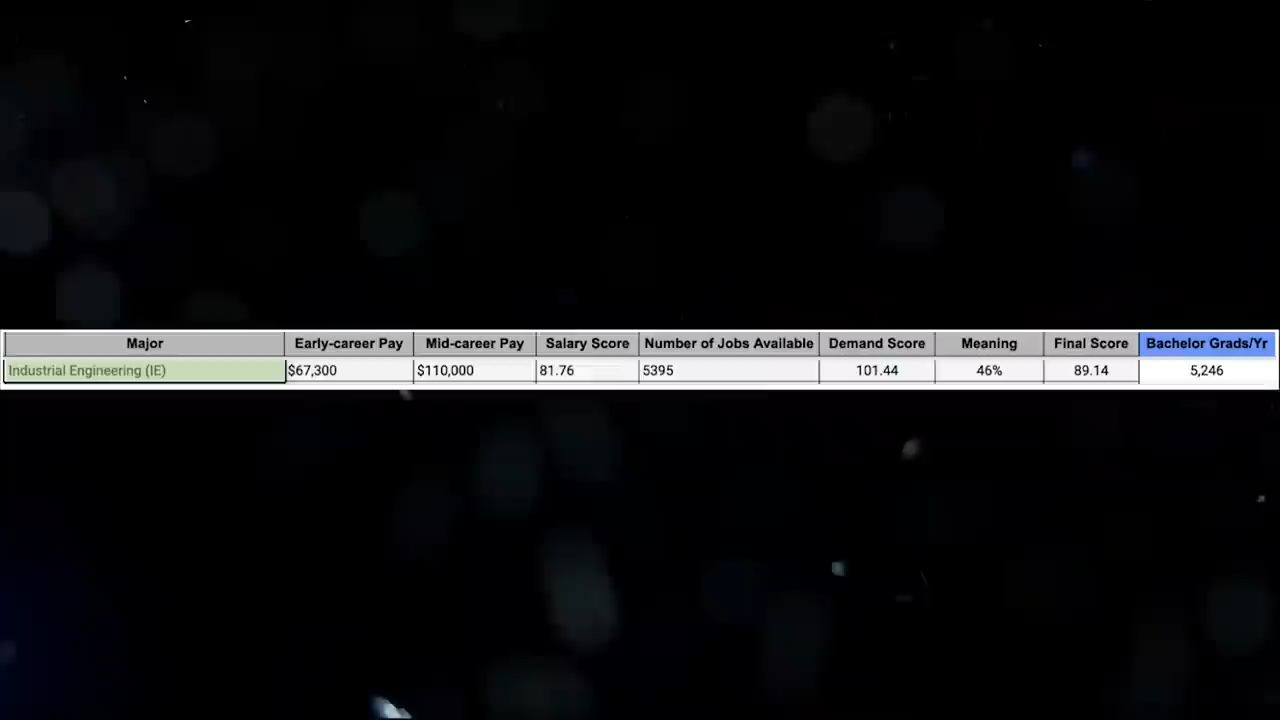 Major Early-career Pay Mid-career Pay Salary Score Number of Jobs Available Demand Score Meaning Final Score Bachelor Grads/Yr
Industrial Engineering (IE) $67,300 $110,000 81.76 5395 101.44 46% 89.14 5,246